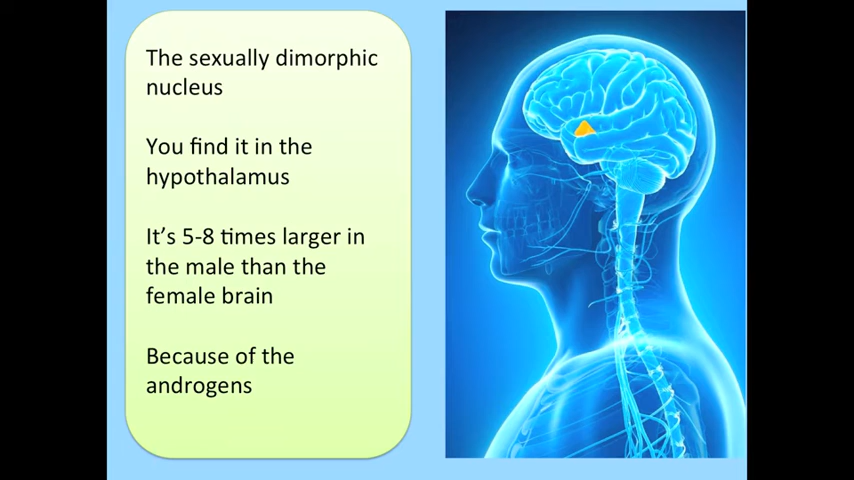 The sexually dimorphic
nucleus
You find it in the
hypothalamus
It's 5-8 times larger in
the male than the
female brain
Because of the
androgens